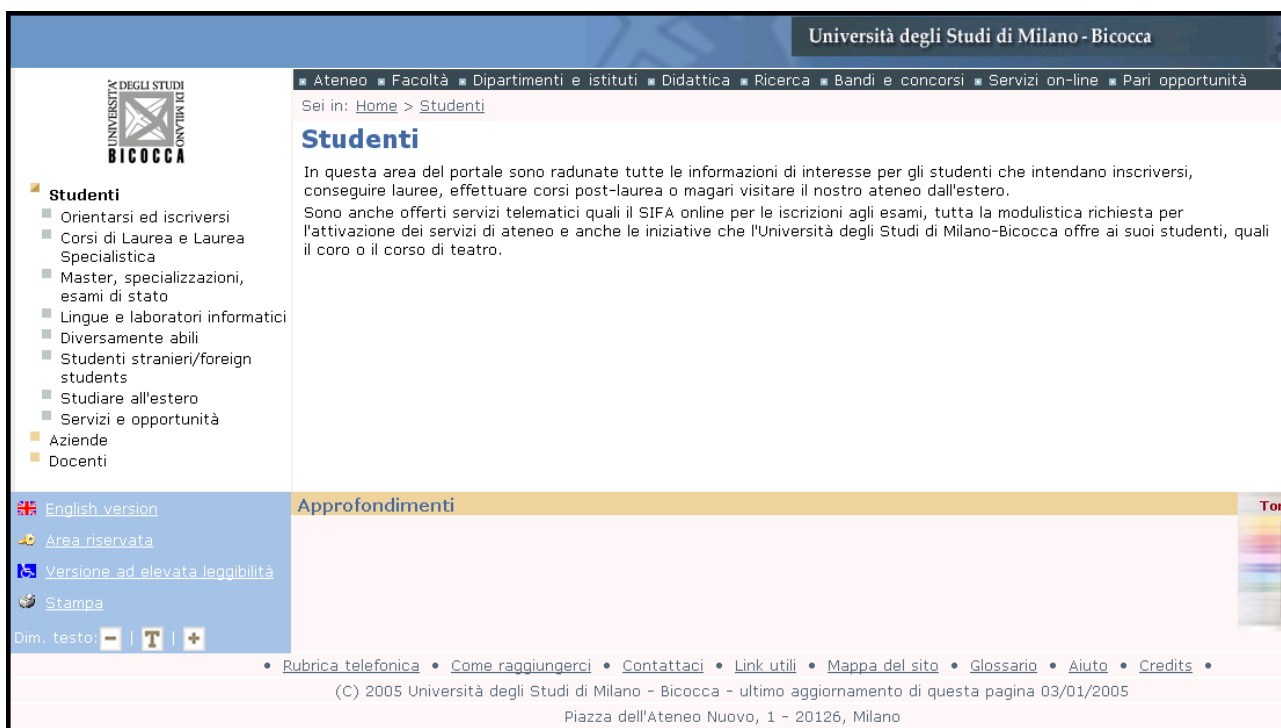 Università degli Studi di Milano - Bicocca
Ateneo Facoltà Dipartimenti e istituti Didattica Ricerca Bandi e concorsi Servizi on-line Pari opportunità
Sei in: Home > Studenti
UNIVERSITÀ DEGLI STUDI DI MILANO
BICOCCA
Studenti
Orientarsi ed iscriversi
Corsi di Laurea e Laurea
Specialistica
Master, specializzazioni,
esami di stato
Lingue e laboratori informatici
Diversamente abili
Studenti stranieri/foreign
students
Studiare all'estero
Servizi e opportunità
Aziende
Docenti
Studenti
In questa area del portale sono radunate tutte le informazioni di interesse per gli studenti che intendano inscriversi,
conseguire lauree, effettuare corsi post-laurea o magari visitare il nostro ateneo dall'estero.
Sono anche offerti servizi telematici quali il SIFA online per le iscrizioni agli esami, tutta la modulistica richiesta per
l'attivazione dei servizi di ateneo e anche le iniziative che l'Università degli Studi di Milano-Bicocca offre ai suoi studenti, quali
il coro o il corso di teatro.
English version
Area riservata
Versione ad elevata leggibilità
Stampa
Dim. testo: − | T | +
Approfondimenti
• Rubrica telefonica • Come raggiungerci • Contattaci • Link utili • Mappa del sito • Glossario • Aiuto • Credits •
(C) 2005 Università degli Studi di Milano - Bicocca - ultimo aggiornamento di questa pagina 03/01/2005
Piazza dell'Ateneo Nuovo, 1 - 20126, Milano